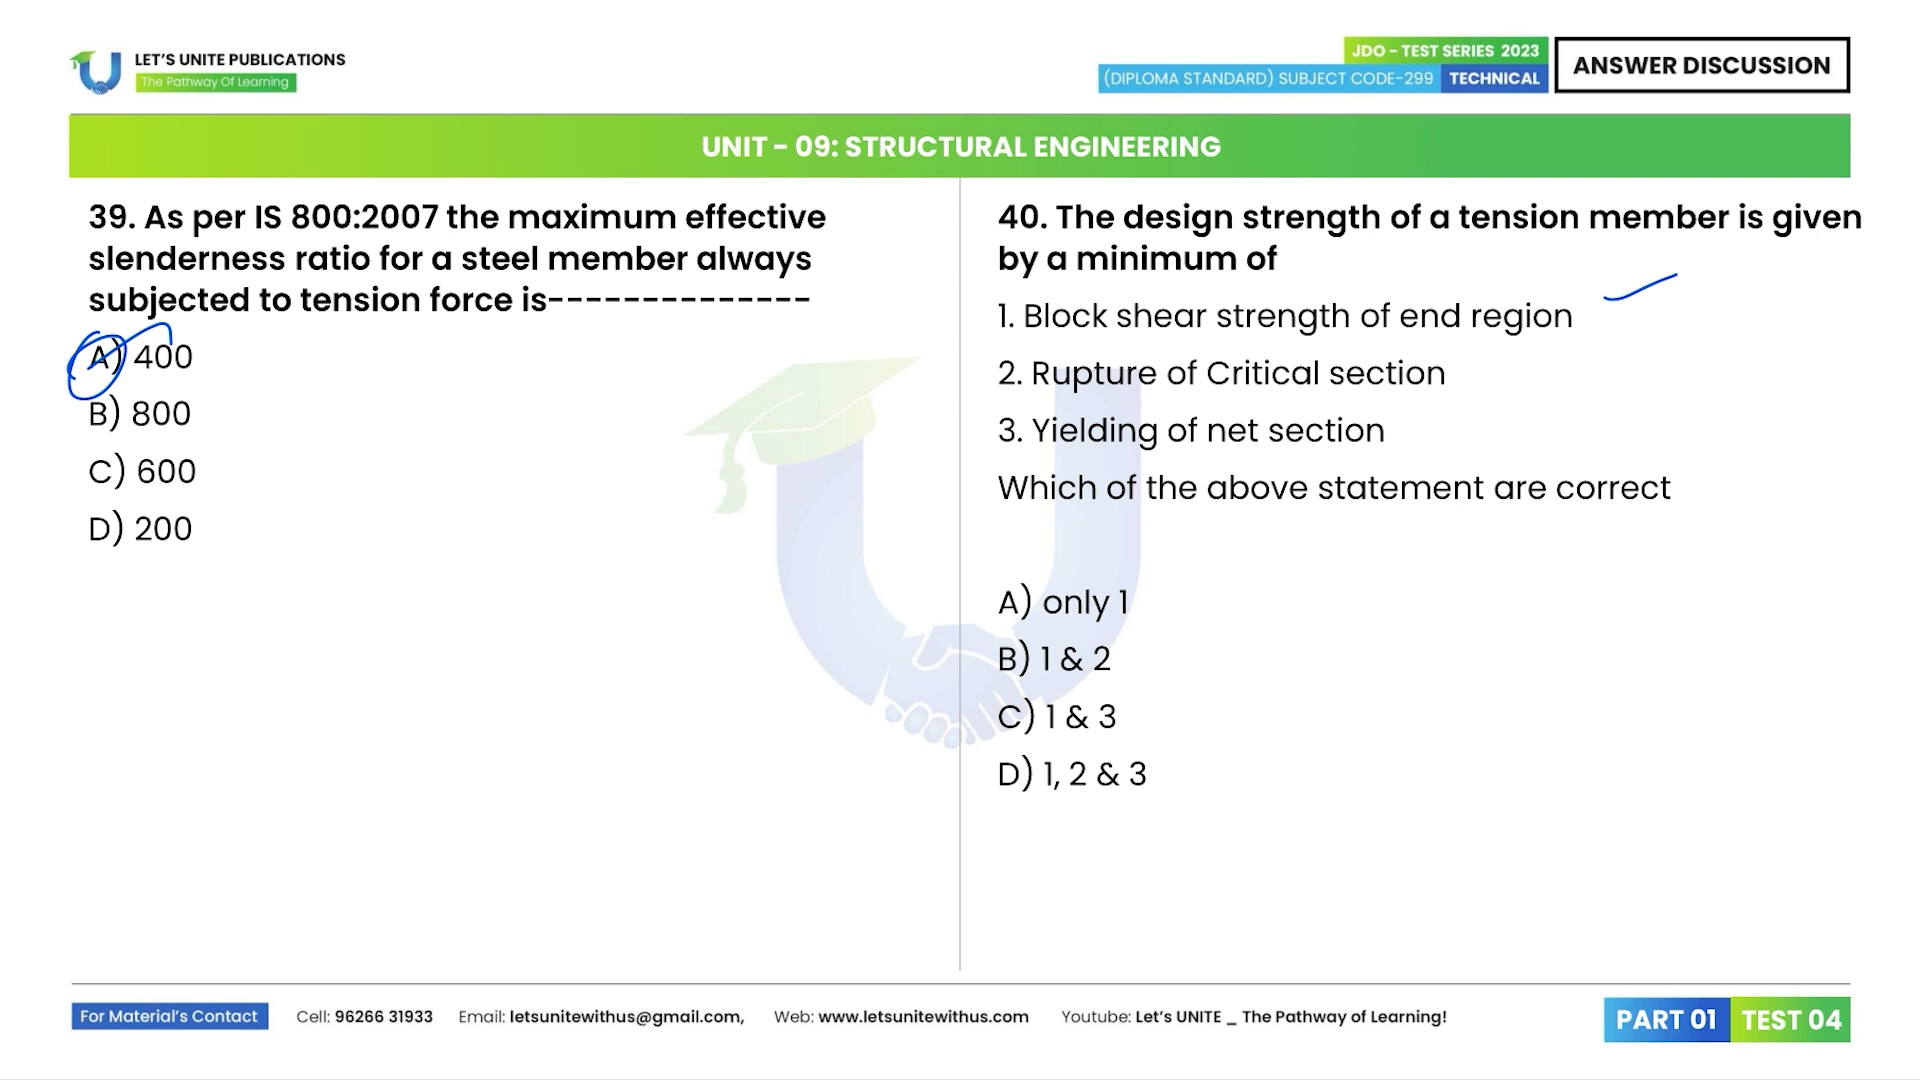 LET'S UNITE PUBLICATIONS
The Pathway Of Learning
JDO - TEST SERIES 2023
(DIPLOMA STANDARD) SUBJECT CODE-299 TECHNICAL
ANSWER DISCUSSION
UNIT - 09: STRUCTURAL ENGINEERING
39. As per IS 800:2007 the maximum effective
slenderness ratio for a steel member always
subjected to tension force is--------------
A) 400
B) 800
C) 600
D) 200
40. The design strength of a tension member is given
by a minimum of
1. Block shear strength of end region
2. Rupture of Critical section
3. Yielding of net section
Which of the above statement are correct
A) only 1
B) 1 & 2
C) 1 & 3
D) 1, 2 & 3
For Material's Contact
Cell: 96266 31933
Email: letsunitewithus@gmail.com,
Web: www.letsunitewithus.com
Youtube: Let's UNITE _ The Pathway of Learning!
PART 01 TEST 04